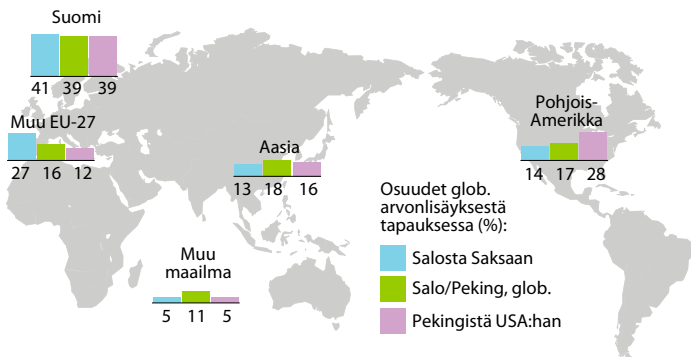 Suomi
41 39 39
Muu EU-27
27 16 12
Aasia
13 18 16
Pohjois-
Amerikka
14 17 28
Muu
maailma
5 11 5
Osuudet glob.
arvonlisäyksestä
tapauksessa (%):
Salosta Saksaan
Salo/Peking, glob.
Pekingistä USA:han